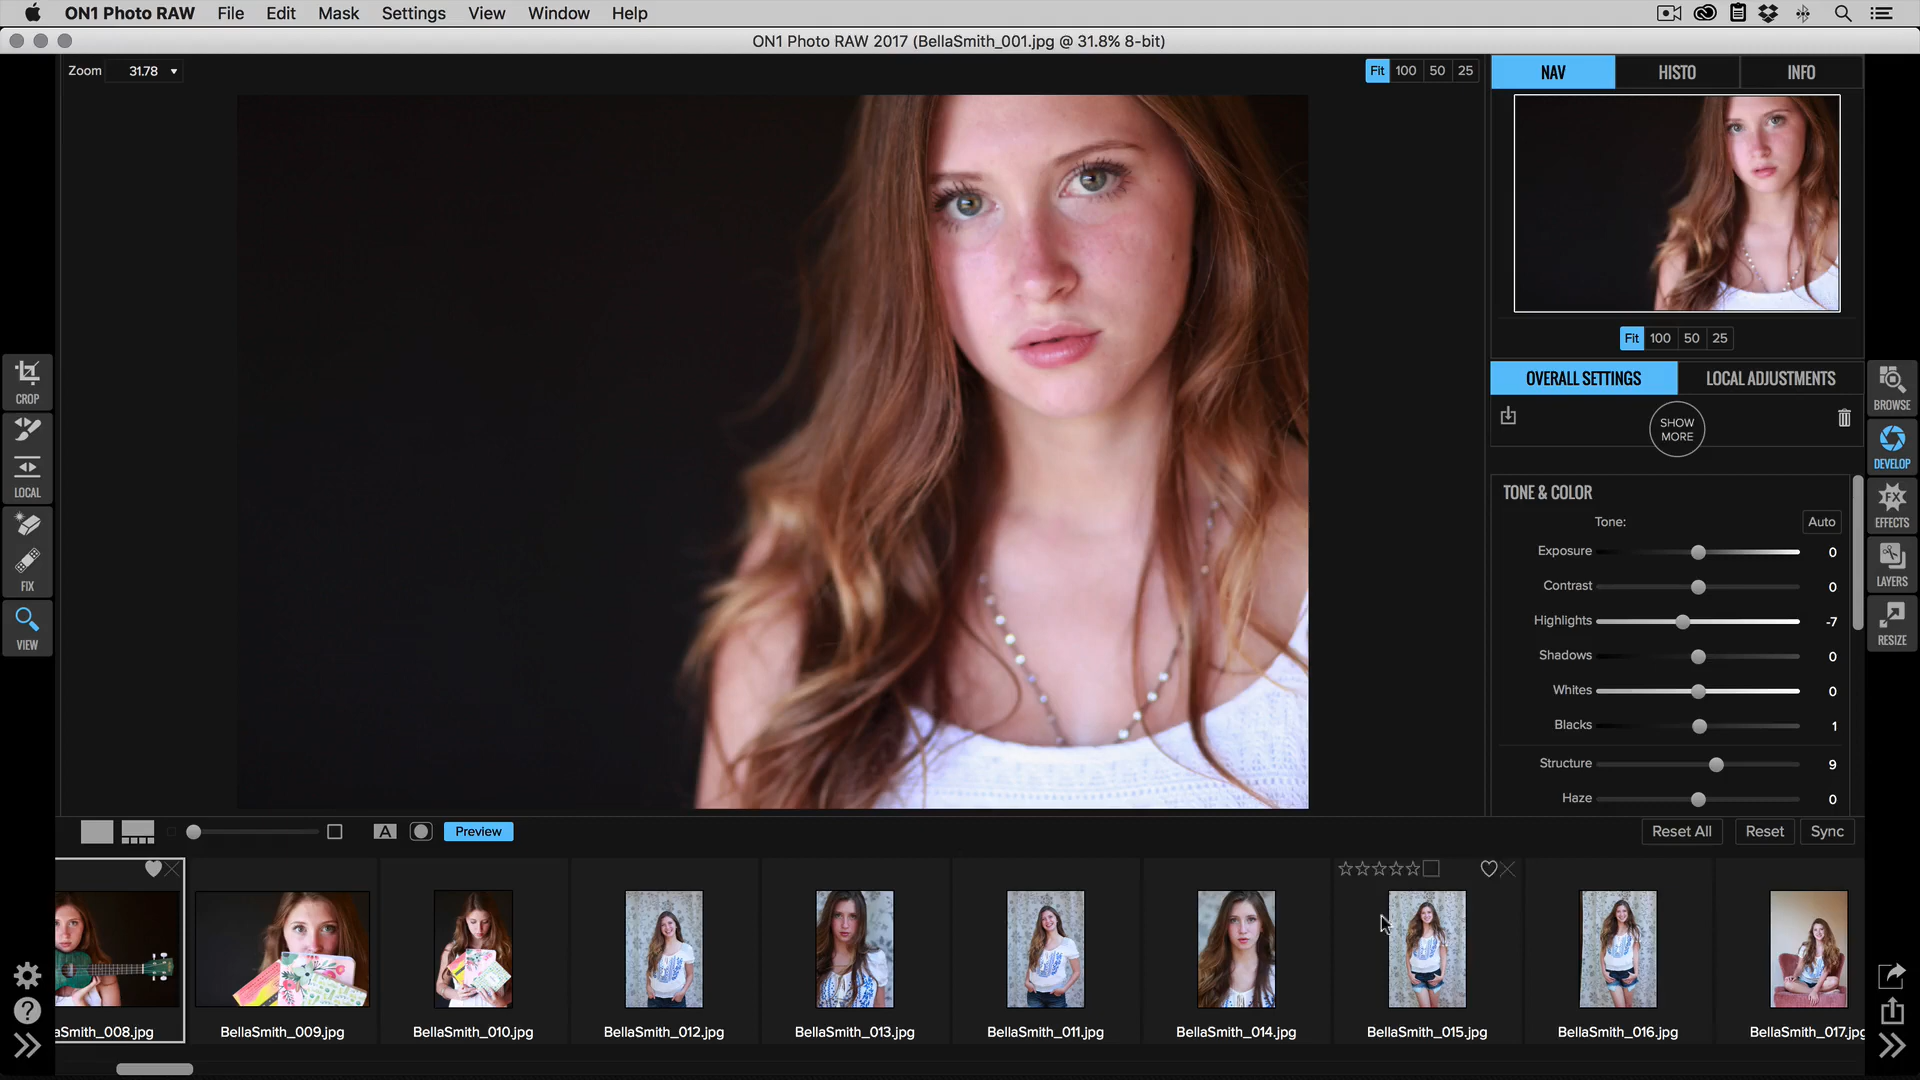 ON1 Photo RAW File Edit Mask Settings View Window Help
ON1 Photo RAW 2017 (BellaSmith_001.jpg @ 31.8% 8-bit)
Zoom 31.78
Fit 100 50 25
NAV HISTO INFO
Fit 100 50 25
OVERALL SETTINGS LOCAL ADJUSTMENTS
SHOW
MORE
TONE & COLOR
Tone: Auto
Exposure 0
Contrast 0
Highlights -7
Shadows 0
Whites 0
Blacks 1
Structure 9
Haze 0
CROP
LOCAL
FIX
VIEW
BROWSE
DEVELOP
FX
EFFECTS
LAYERS
RESIZE
A Preview
Reset All Reset Sync
aSmith_008.jpg BellaSmith_009.jpg BellaSmith_010.jpg BellaSmith_012.jpg BellaSmith_013.jpg BellaSmith_011.jpg BellaSmith_014.jpg BellaSmith_015.jpg BellaSmith_016.jpg BellaSmith_017.jpg